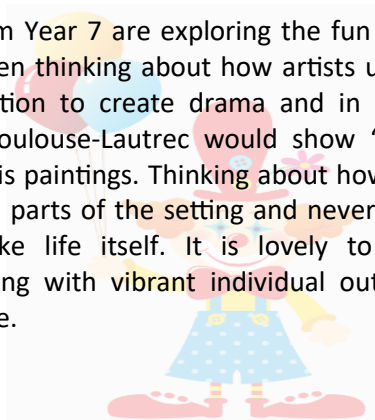 m Year 7 are exploring the fun
en thinking about how artists u
tion to create drama and in
oulouse-Lautrec would show ‘
is paintings. Thinking about how
parts of the setting and never
ke life itself. It is lovely to
ng with vibrant individual out
e.